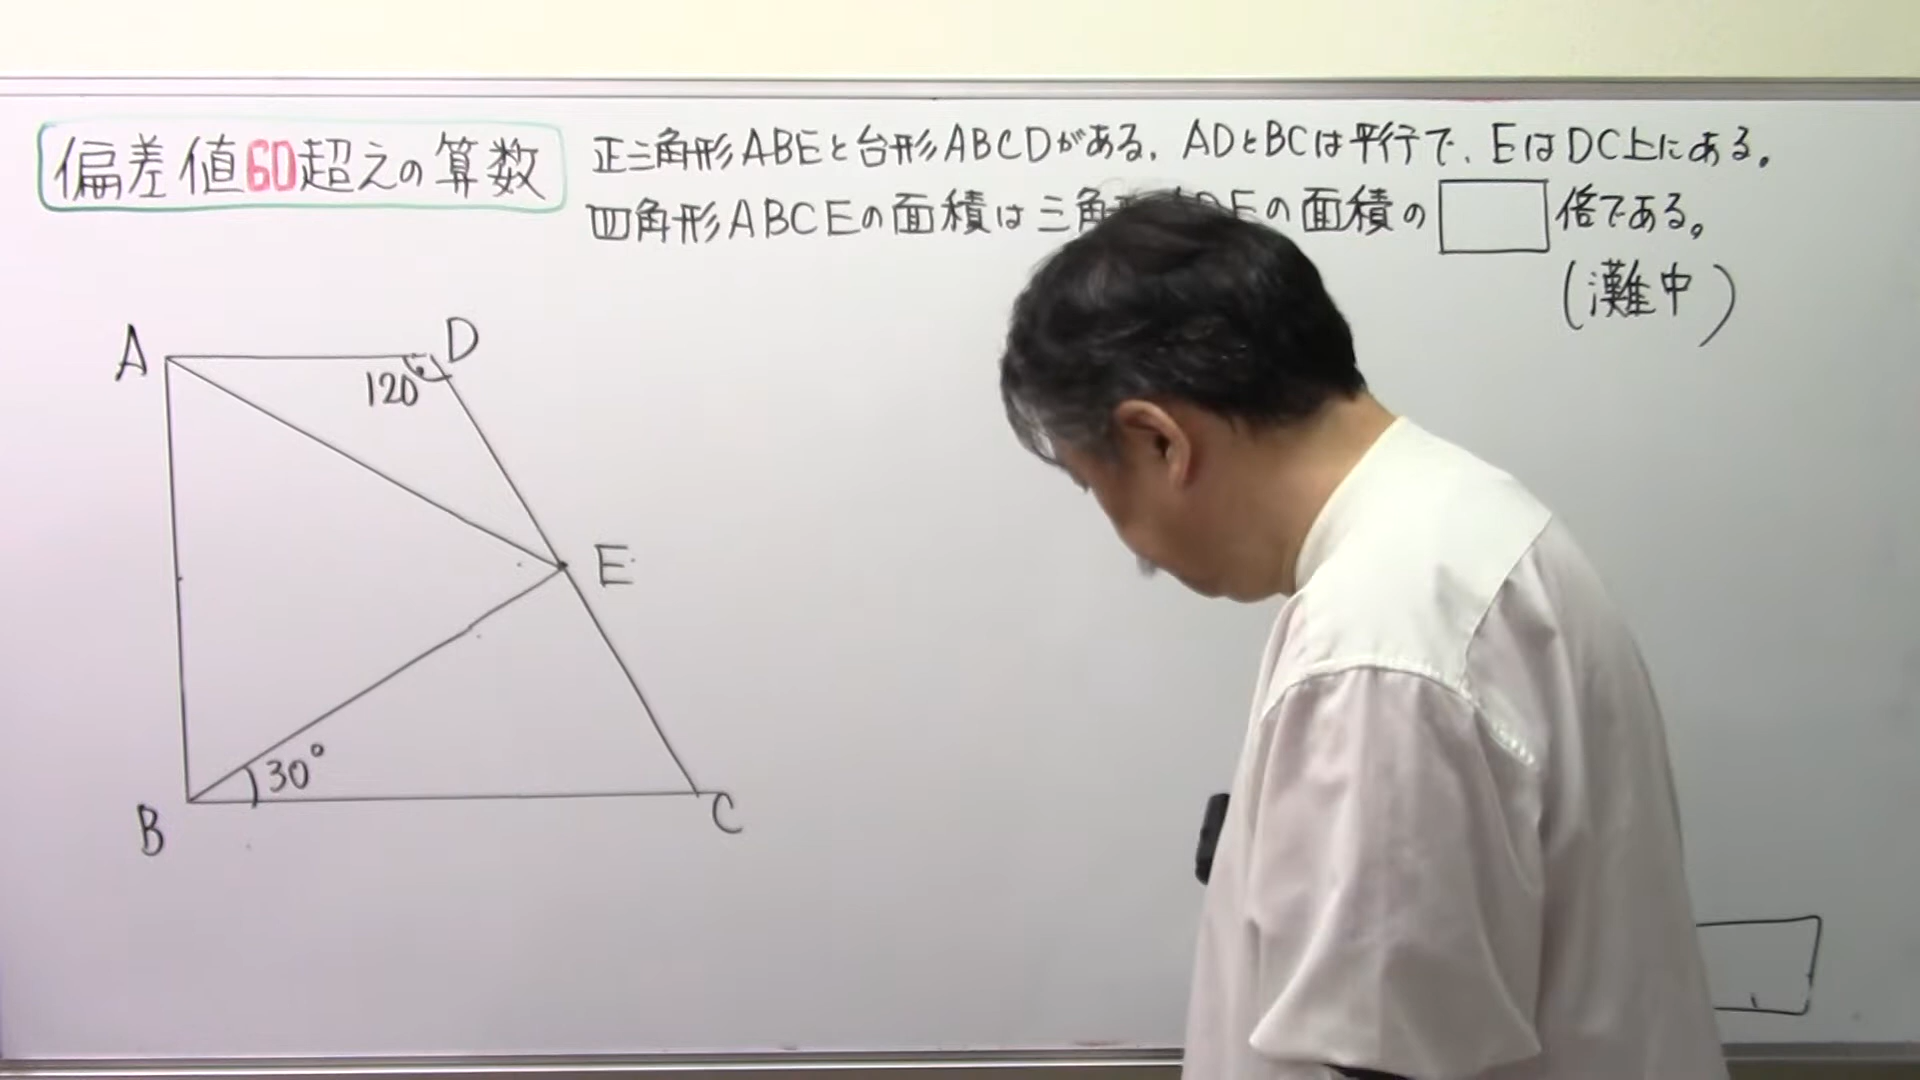 偏差値60超えの算数
正三角形ABEと台形ABCDがある。ADとBCは平行で、EはDC上にある。
四角形ABCEの面積は三角形の面積の 倍である。
(灘中)
A
D
120
E
30°
B
C